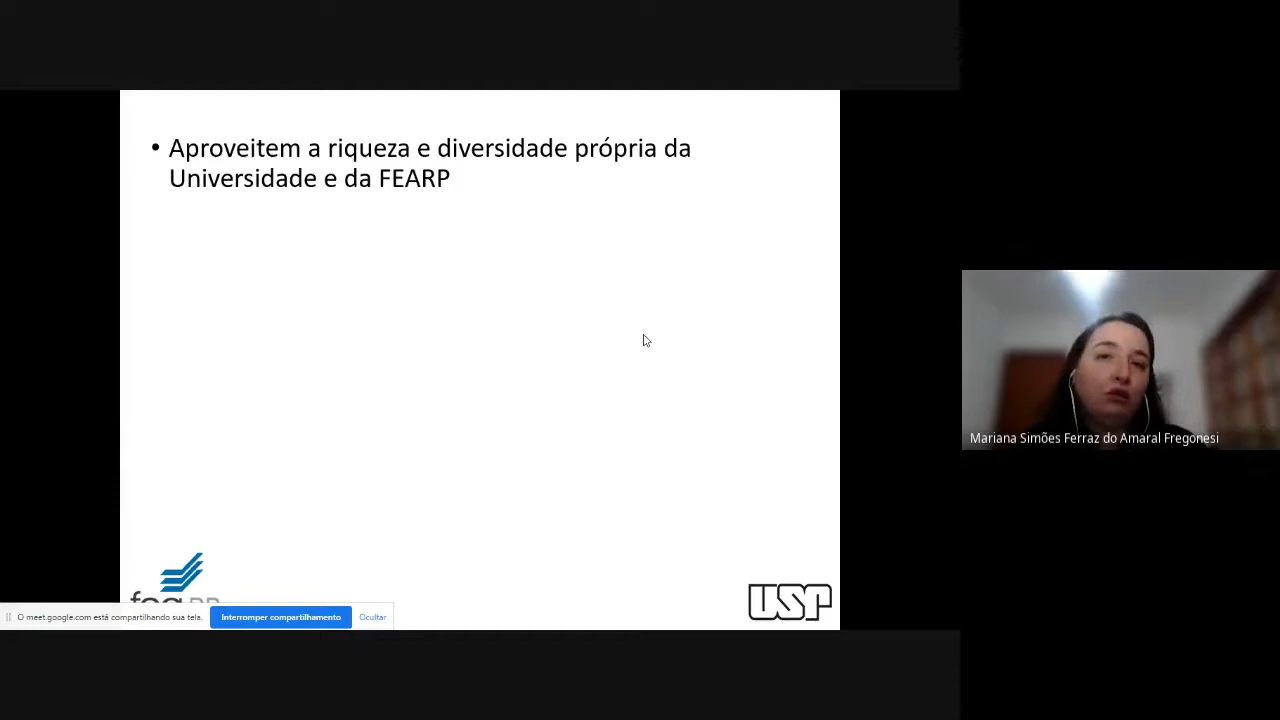 • Aproveitem a riqueza e diversidade própria da
Universidade e da FEARP
Mariana Simões Ferraz do Amaral Fregonesi
USP
O meet.google.com está compartilhando sua tela.
Interromper compartilhamento
Ocultar